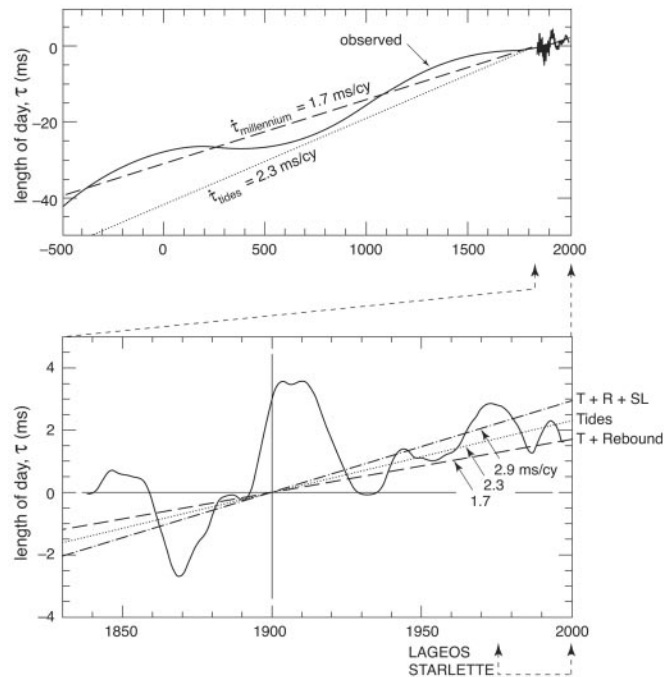 observed
length of day, τ (ms)
0
−20
−40
τ̇millennium = 1.7 ms/cy
τ̇tides = 2.3 ms/cy
−500 0 500 1000 1500 2000
length of day, τ (ms)
4
2
0
−2
−4
T + R + SL
Tides
T + Rebound
2.9 ms/cy
2.3
1.7
1850 1900 1950 2000
LAGEOS
STARLETTE